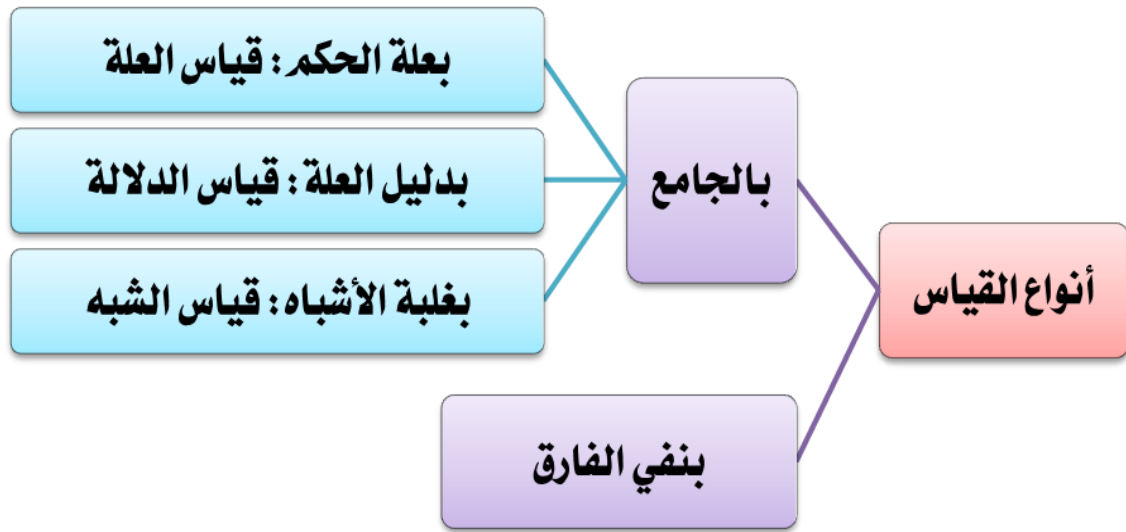 أنواع القياس
بالجامع
بعلة الحكم: قياس العلة
بدليل العلة: قياس الدلالة
بغلبة الأشباه: قياس الشبه
بنفي الفارق